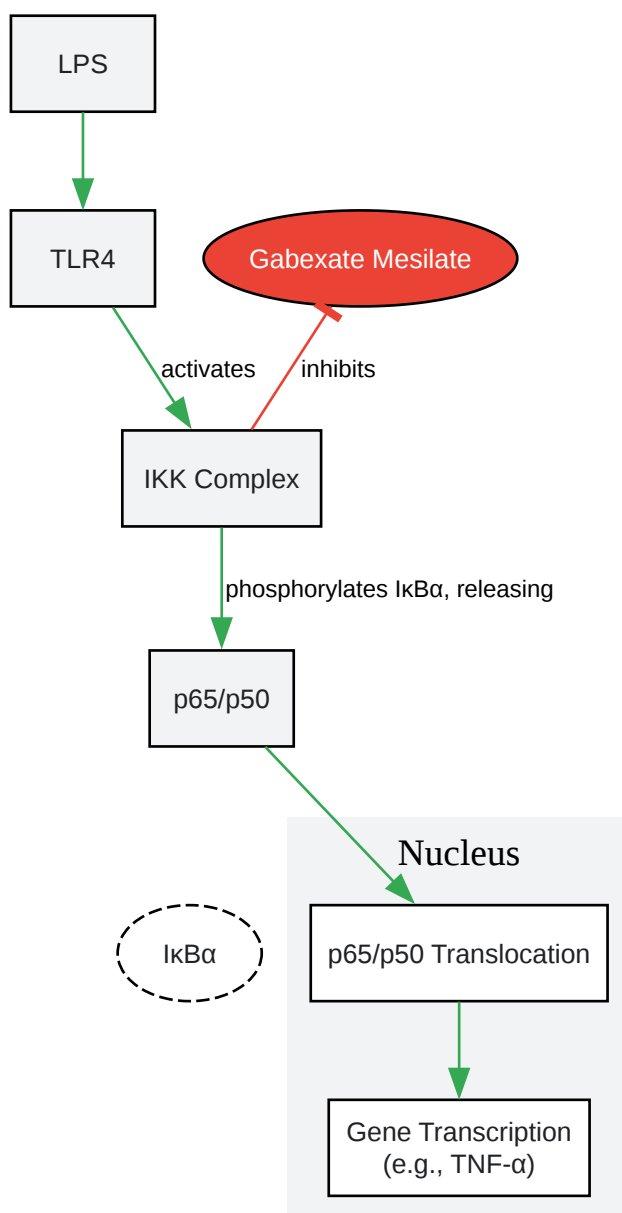 LPS
TLR4
Gabexate Mesilate
activates
inhibits
IKK Complex
phosphorylates IκBα, releasing
p65/p50
Nucleus
IκBα
p65/p50 Translocation
Gene Transcription
(e.g., TNF-α)